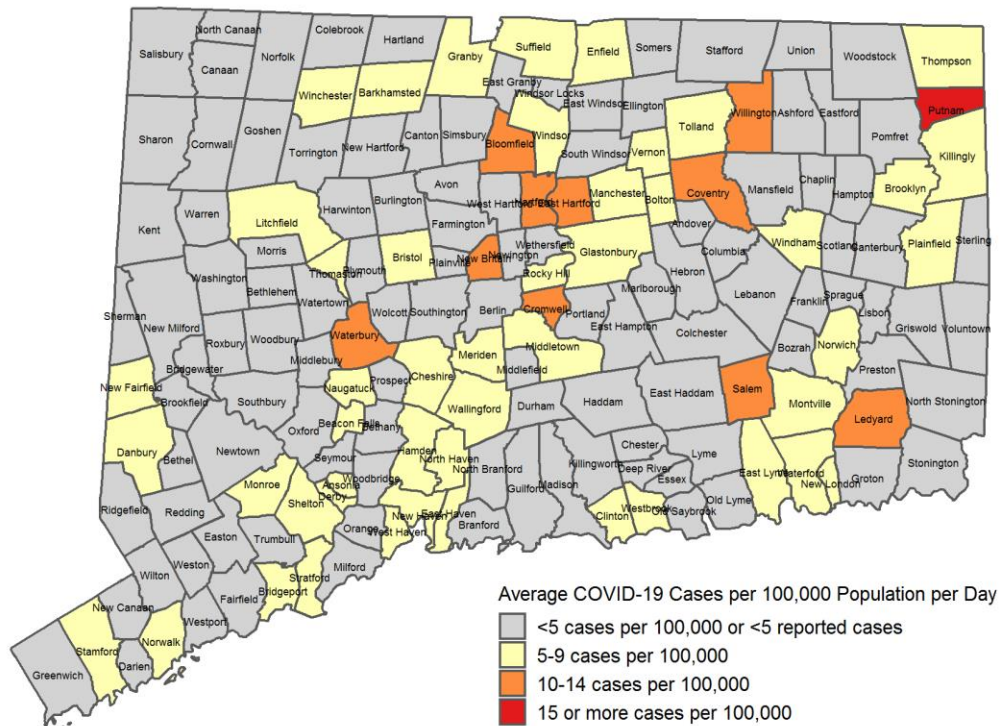 North Canaan
Colebrook
Hartland
Salisbury
Canaan
Norfolk
Granby
Suffield
Enfield
Somers
Stafford
Union
Woodstock
Thompson
Winchester
Barkhamsted
East Granby
Windsor Locks
East Windsor
Ellington
Willington
Ashford
Eastford
Putnam
Sharon
Cornwall
Goshen
Torrington
New Hartford
Canton
Simsbury
Bloomfield
Windsor
South Windsor
Vernon
Tolland
Pomfret
Killingly
Kent
Warren
Litchfield
Harwinton
Burlington
Avon
West Hartford
Hartford
East Hartford
Manchester
Bolton
Coventry
Mansfield
Chaplin
Hampton
Brooklyn
Farmington
Andover
Morris
Thomaston
Plymouth
Bristol
Plainville
New Britain
Newington
Wethersfield
Glastonbury
Columbia
Windham
Scotland
Canterbury
Plainfield
Sterling
Washington
Bethlehem
Watertown
Wolcott
Southington
Berlin
Rocky Hill
Hebron
Marlborough
Lebanon
Franklin
Sprague
Lisbon
Griswold
Voluntown
Sherman
New Milford
Bridgewater
Roxbury
Woodbury
Waterbury
Middlebury
Cromwell
Portland
East Hampton
Colchester
Bozrah
Norwich
Preston
New Fairfield
Brookfield
Southbury
Naugatuck
Prospect
Cheshire
Meriden
Middletown
Middlefield
Wallingford
Durham
Haddam
East Haddam
Salem
Montville
Ledyard
North Stonington
Danbury
Bethel
Newtown
Oxford
Beacon Falls
Bethany
Seymour
Woodbridge
Hamden
North Haven
North Branford
Guilford
Madison
Killingworth
Chester
Deep River
Essex
Lyme
East Lyme
Waterford
New London
Groton
Stonington
Ridgefield
Redding
Monroe
Shelton
Ansonia
Derby
Orange
New Haven
West Haven
East Haven
Branford
Clinton
Westbrook
Old Saybrook
Old Lyme
Easton
Trumbull
Stratford
Milford
Wilton
Weston
Fairfield
Bridgeport
New Canaan
Westport
Norwalk
Stamford
Darien
Greenwich
Average COVID-19 Cases per 100,000 Population per Day
<5 cases per 100,000 or <5 reported cases
5-9 cases per 100,000
10-14 cases per 100,000
15 or more cases per 100,000